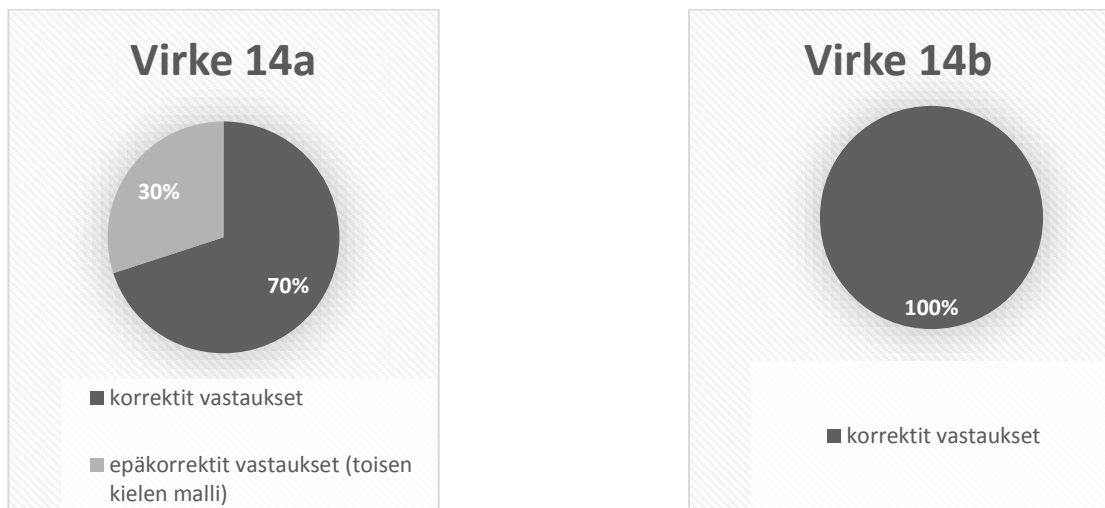 Virke 14a
30%
70%
korrektit vastaukset
epäkorrektit vastaukset (toisen
kielen malli)
Virke 14b
100%
korrektit vastaukset